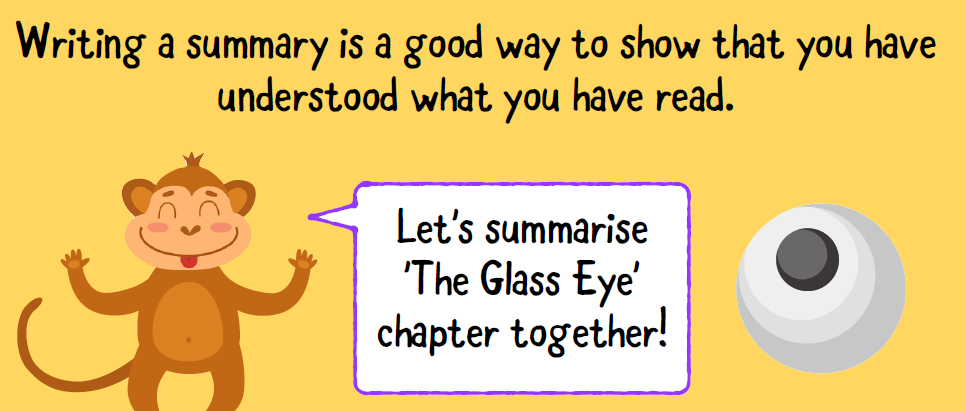 Writing a summary is a good way to show that you have
understood what you have read.
Let's summarise
'The Glass Eye'
chapter together!